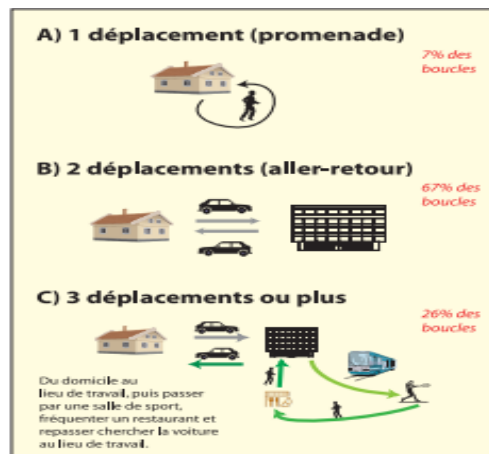 A) 1 déplacement (promenade)
7% des
boucles
B) 2 déplacements (aller-retour)
67% des
boucles
C) 3 déplacements ou plus
26% des
boucles
Du domicile au
lieu de travail, puis passer
par une salle de sport,
fréquenter un restaurant et
repasser chercher la voiture
au lieu de travail.